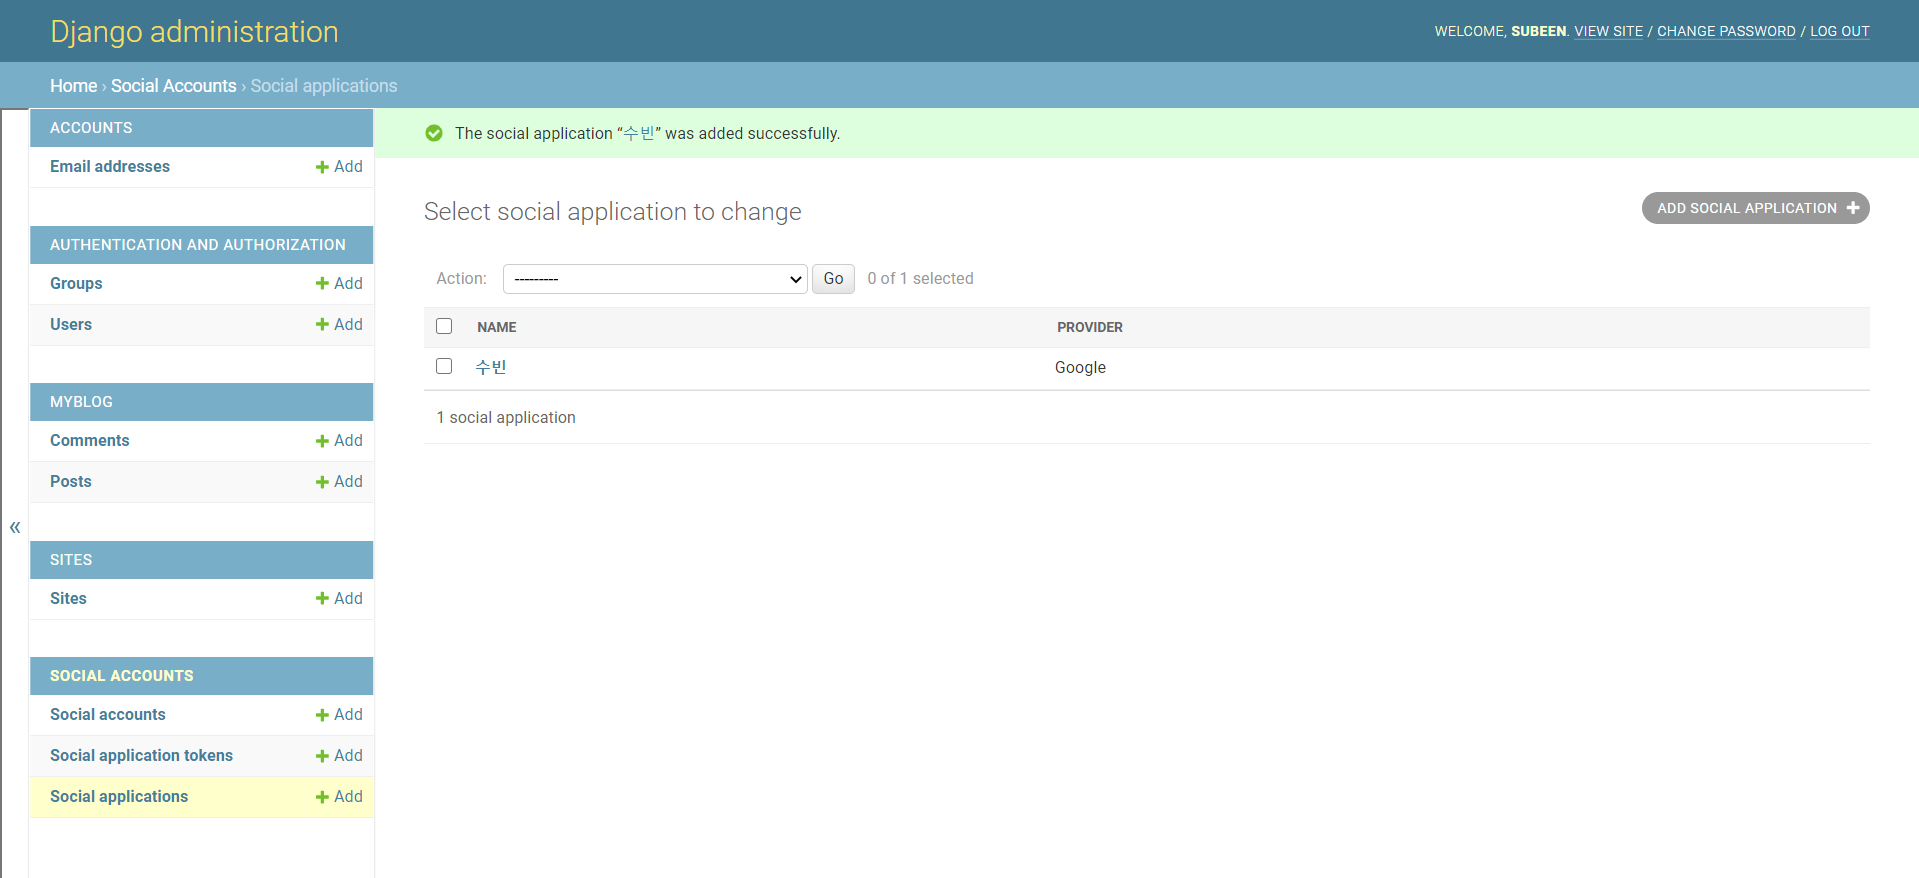 Django administration
WELCOME, SUBEEN. VIEW SITE / CHANGE PASSWORD / LOG OUT
Home › Social Accounts › Social applications
ACCOUNTS
Email addresses Add
AUTHENTICATION AND AUTHORIZATION
Groups Add
Users Add
MYBLOG
Comments Add
Posts Add
«
SITES
Sites Add
SOCIAL ACCOUNTS
Social accounts Add
Social application tokens Add
Social applications Add
The social application “수빈” was added successfully.
Select social application to change
ADD SOCIAL APPLICATION
Action: --------- Go 0 of 1 selected
NAME PROVIDER
수빈 Google
1 social application